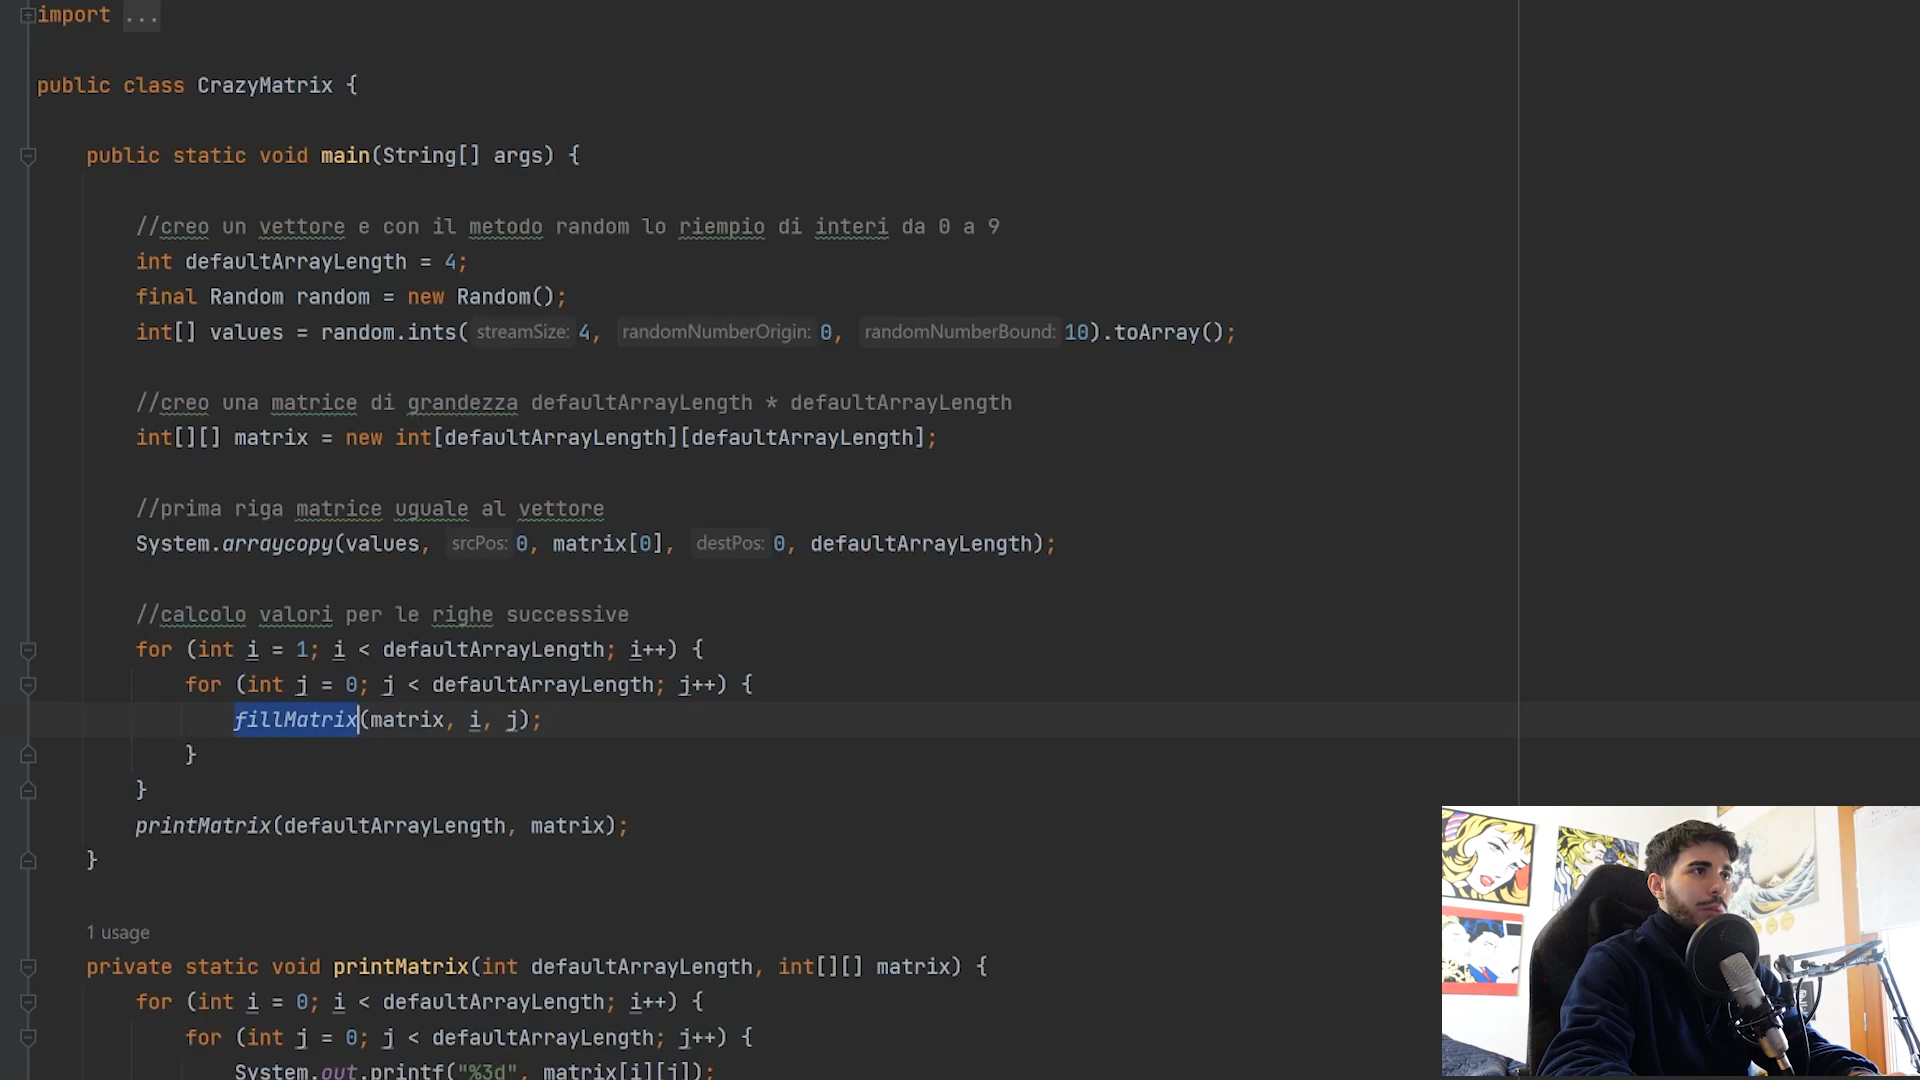 import ...
public class CrazyMatrix {
public static void main(String[] args) {
//creo un vettore e con il metodo random lo riempio di interi da 0 a 9
int defaultArrayLength = 4;
final Random random = new Random();
int[] values = random.ints( streamSize: 4, randomNumberOrigin: 0, randomNumberBound: 10).toArray();
//creo una matrice di grandezza defaultArrayLength * defaultArrayLength
int[][] matrix = new int[defaultArrayLength][defaultArrayLength];
//prima riga matrice uguale al vettore
System.arraycopy(values, srcPos: 0, matrix[0], destPos: 0, defaultArrayLength);
//calcolo valori per le righe successive
for (int i = 1; i < defaultArrayLength; i++) {
for (int j = 0; j < defaultArrayLength; j++) {
fillMatrix(matrix, i, j);
}
}
printMatrix(defaultArrayLength, matrix);
}
1 usage
private static void printMatrix(int defaultArrayLength, int[][] matrix) {
for (int i = 0; i < defaultArrayLength; i++) {
for (int j = 0; j < defaultArrayLength; j++) {
System.out.printf("%3d", matrix[i][j]);